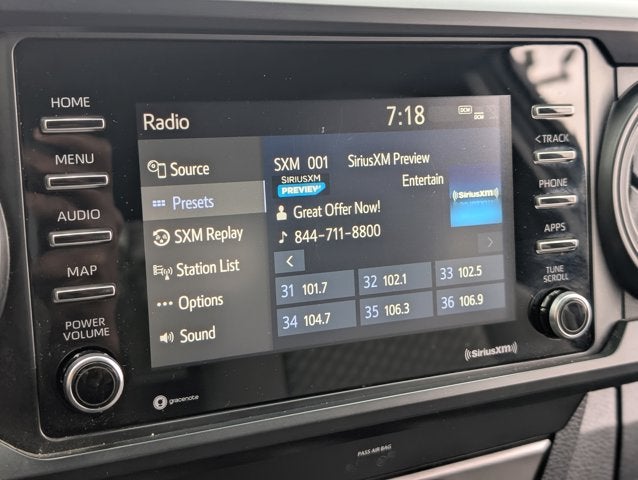 HOME
MENU
AUDIO
MAP
POWER
VOLUME
Radio
7:18
DCM
DCM
Source
Presets
SXM Replay
Station List
Options
Sound
SXM 001 SiriusXM Preview
SIRIUSXM
PREVIEW
Entertain
Great Offer Now!
844-711-8800
((SiriusXM))
<
>
31 101.7
32 102.1
33 102.5
34 104.7
35 106.3
36 106.9
< TRACK
PHONE
APPS
TUNE
SCROLL
gracenote
((SiriusXM))
PASS AIR BAG